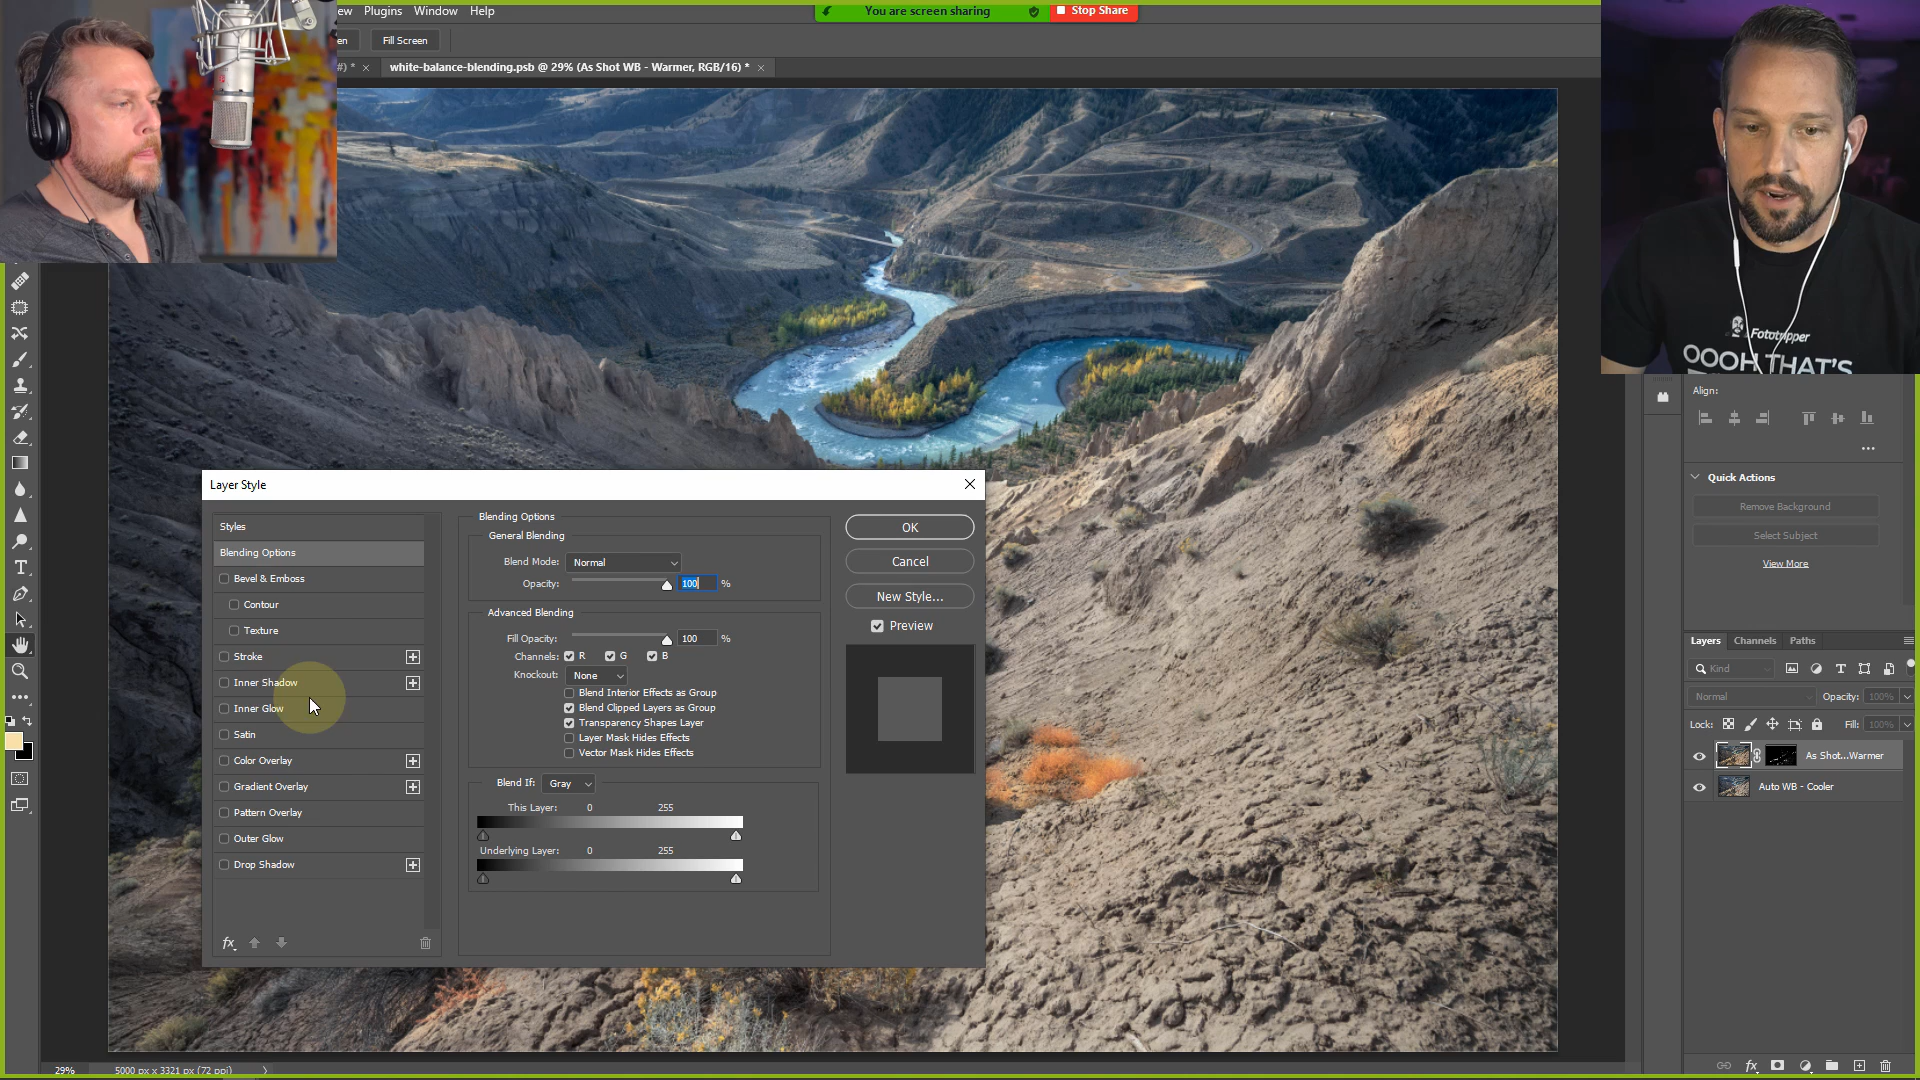 ew Plugins Window Help
You are screen sharing Stop Share
en Fill Screen
#) * × white-balance-blending.psb @ 29% (As Shot WB - Warmer, RGB/16) * ×
Fototripper
OOOH THAT'S
Align:
Quick Actions
Remove Background
Select Subject
View More
Layer Style
Styles
Blending Options
Bevel & Emboss
Contour
Texture
Stroke
Inner Shadow
Inner Glow
Satin
Color Overlay
Gradient Overlay
Pattern Overlay
Outer Glow
Drop Shadow
fx
Blending Options
General Blending
Blend Mode: Normal
Opacity: 100 %
Advanced Blending
Fill Opacity: 100 %
Channels: R G B
Knockout: None
Blend Interior Effects as Group
Blend Clipped Layers as Group
Transparency Shapes Layer
Layer Mask Hides Effects
Vector Mask Hides Effects
Blend If: Gray
This Layer: 0 255
Underlying Layer: 0 255
OK
Cancel
New Style...
Preview
Layers Channels Paths
Kind
Normal Opacity: 100%
Lock: Fill: 100%
As Shot...Warmer
Auto WB - Cooler
fx
29% 5000 px x 3321 px (72 ppi)